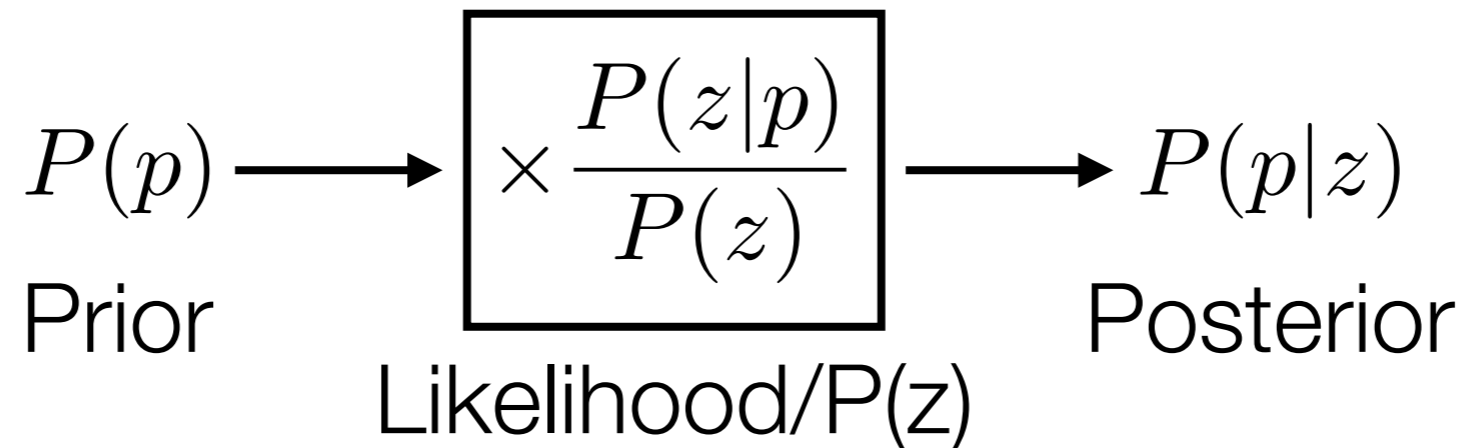 P(p) × P(z|p) / P(z) P(p|z)
Prior Posterior
Likelihood/P(z)